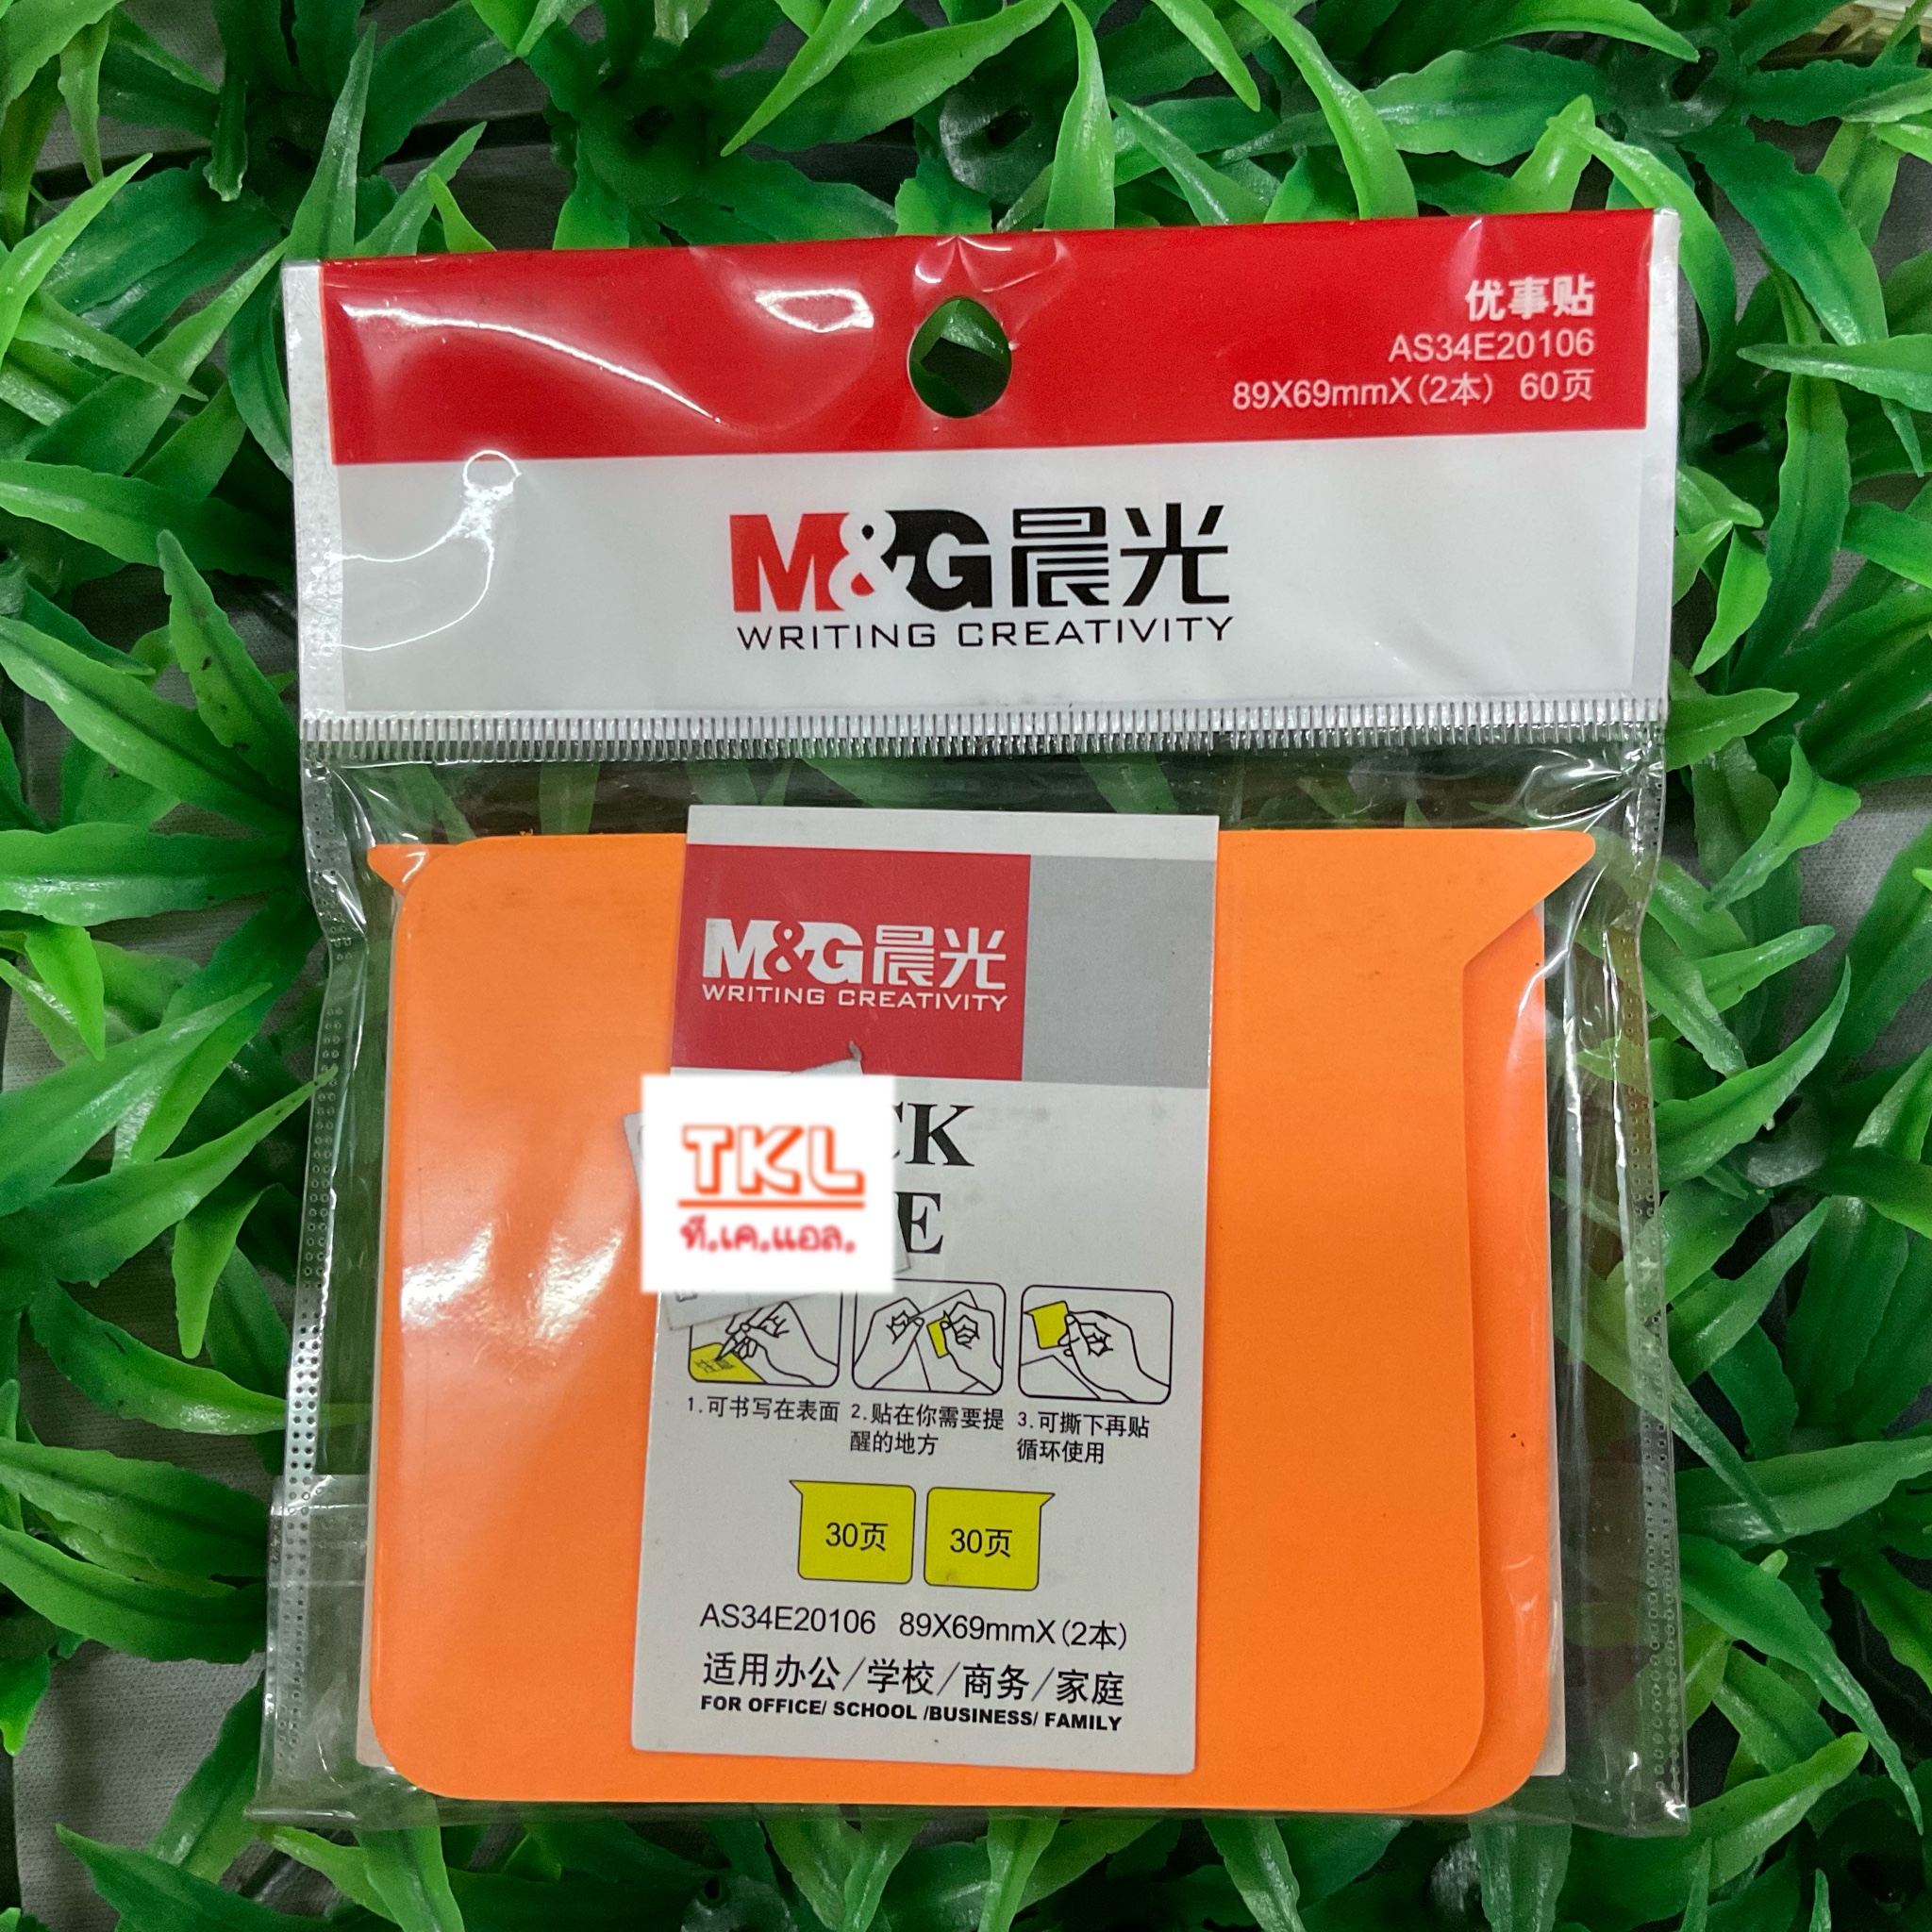 优事贴
AS34E20106
89X69mmX(2本) 60页
M&G晨光
WRITING CREATIVITY
M&G晨光
WRITING CREATIVITY
TKL
ที.เค.แอล.
1.可书写在表面
2.贴在你需要提
醒的地方
3.可撕下再贴
循环使用
30页
30页
AS34E20106 89X69mmX(2本)
适用办公/学校/商务/家庭
FOR OFFICE/ SCHOOL /BUSINESS/ FAMILY